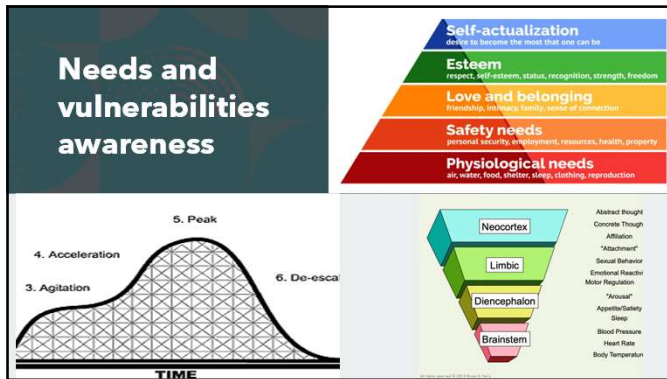 Needs and
vulnerabilities
awareness
Self-actualization
desire to become the most that one can be
Esteem
respect, self-esteem, status, recognition, strength, freedom
Love and belonging
friendship, intimacy, family, sense of connection
Safety needs
personal security, employment, resources, health, property
Physiological needs
air, water, food, shelter, sleep, clothing, reproduction
5. Peak
4. Acceleration
3. Agitation
6. De-escal
TIME
Neocortex
Limbic
Diencephalon
Brainstem
Abstract thought
Concrete Though
Affiliation
"Attachment"
Sexual Behavior
Emotional Reactivi
Motor Regulation
"Arousal"
Appetite/Satiety
Sleep
Blood Pressure
Heart Rate
Body Temperatur